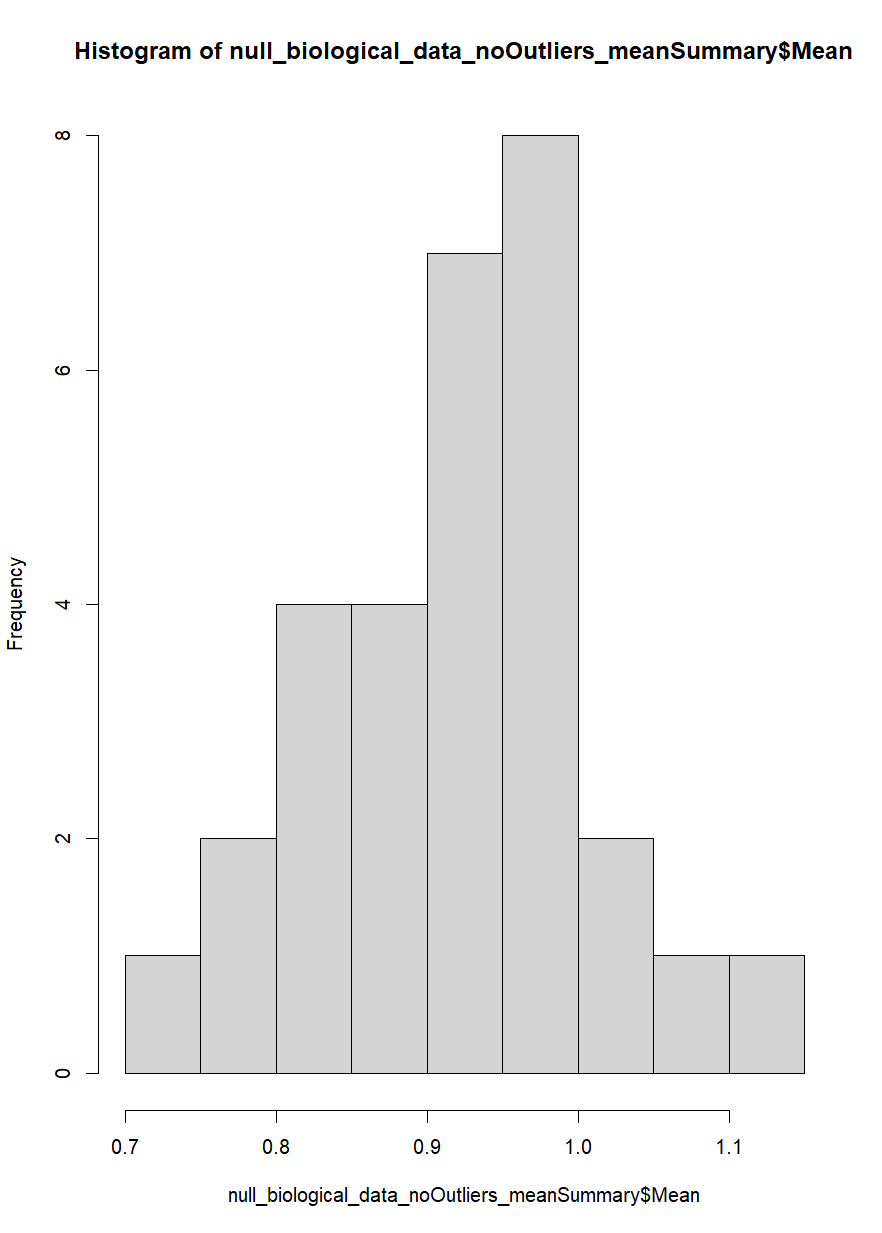 Histogram of null_biological_data_noOutliers_meanSummary$Mean
Frequency
8
6
4
2
0
0.7 0.8 0.9 1.0 1.1
null_biological_data_noOutliers_meanSummary$Mean